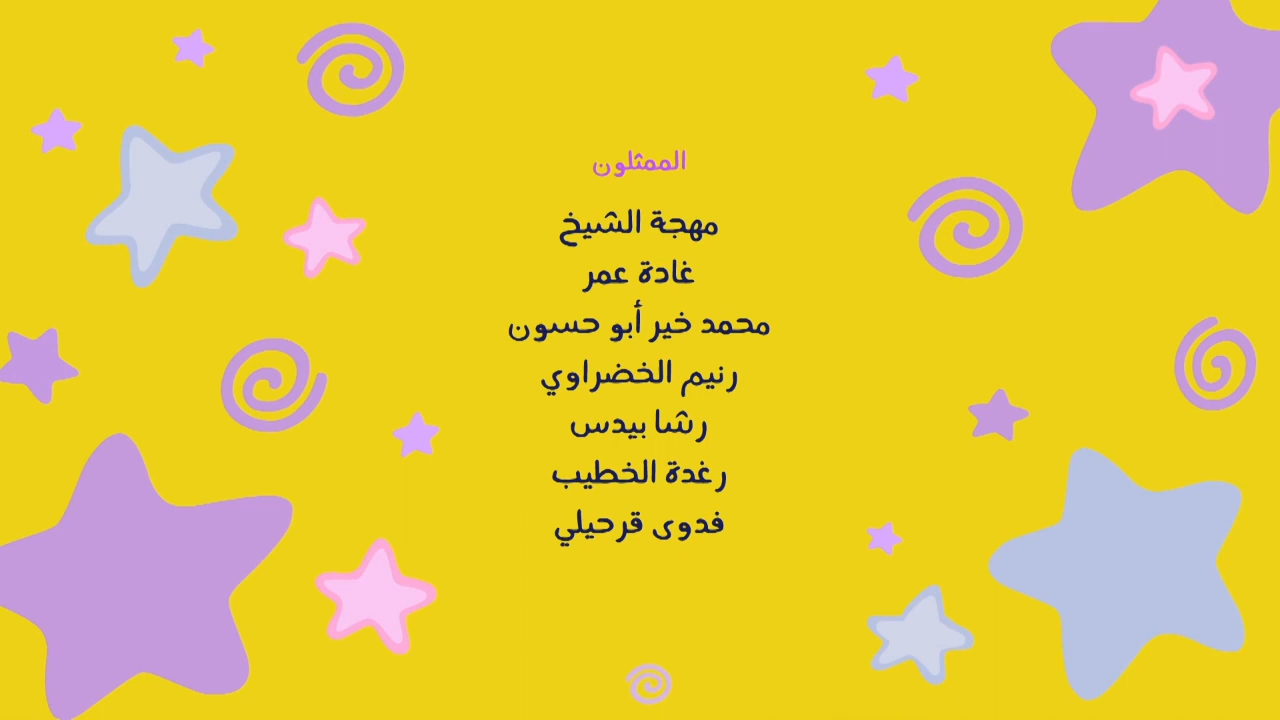 الممثلون
مهجة الشيخ
غادة عمر
محمد خير أبو حسون
رنيم الخضراوي
رشا بيدس
رغدة الخطيب
فدوى قرحيلي